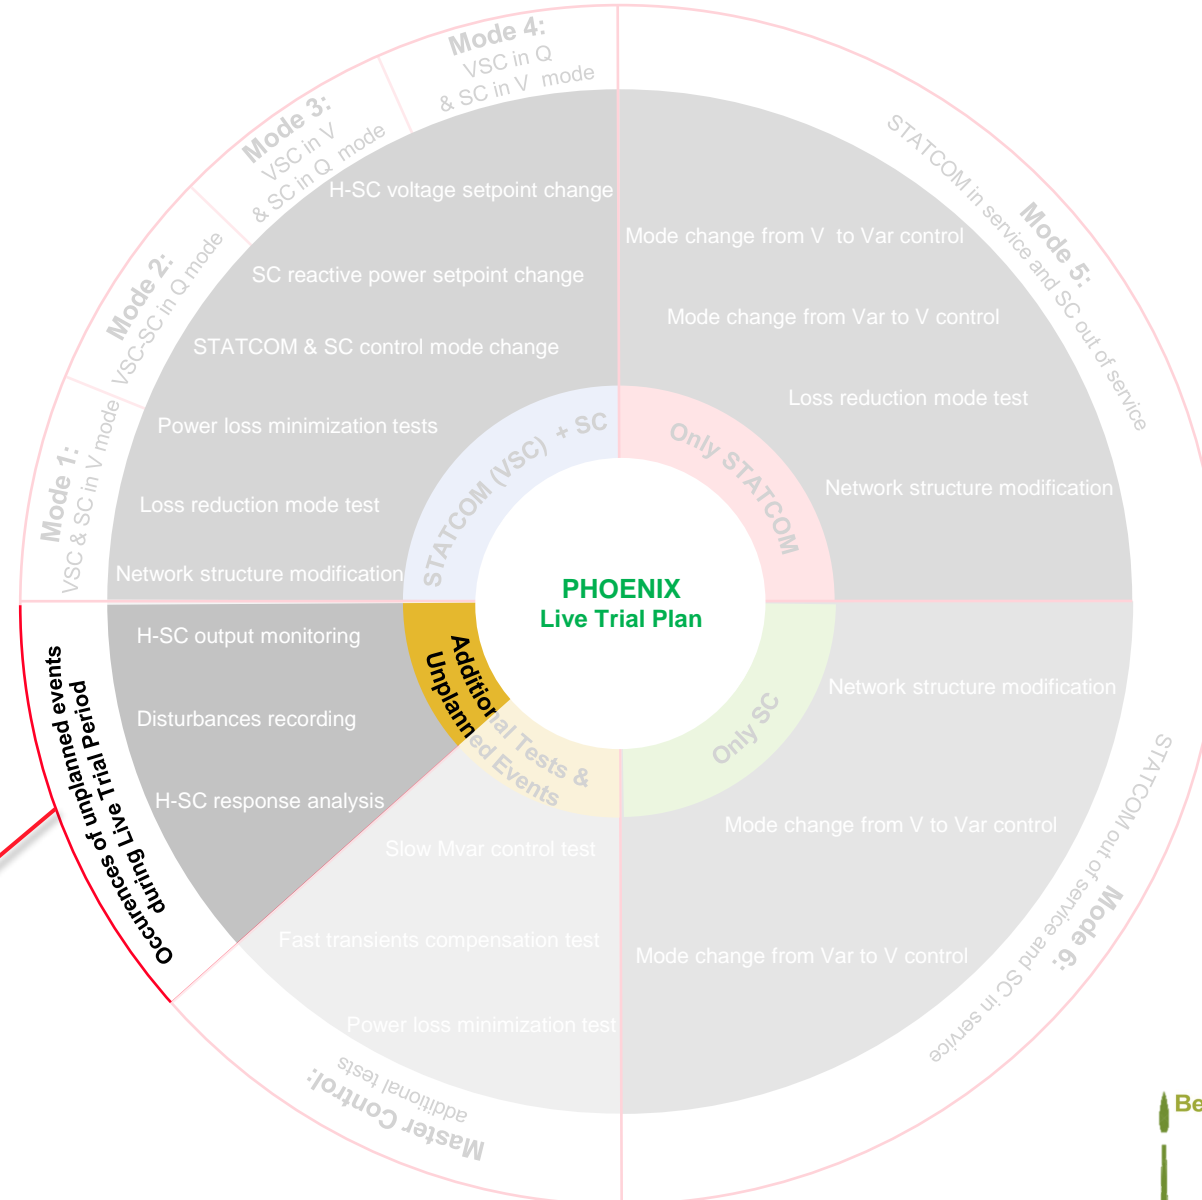 Mode 4:
VSC in Q
& SC in V mode
Mode 3:
VSC in V
& SC in Q mode
Mode 2:
VSC-SC in Q mode
Mode 1:
VSC & SC in V mode
H-SC voltage setpoint change
SC reactive power setpoint change
STATCOM & SC control mode change
Power loss minimization tests
Loss reduction mode test
Network structure modification
STATCOM (VSC) + SC
Mode 5:
STATCOM in service and SC out of service
Mode change from V to Var control
Mode change from Var to V control
Loss reduction mode test
Network structure modification
Only STATCOM
PHOENIX
Live Trial Plan
Occurences of unplanned events
during Live Trial Period
H-SC output monitoring
Disturbances recording
H-SC response analysis
Additional Tests &
Unplanned Events
Slow Mvar control test
Fast transients compensation test
Power loss minimization test
Master Control:
additional tests
Only SC
Network structure modification
Mode change from V to Var control
Mode change from Var to V control
Mode 6:
STATCOM out of service and SC in service
Be